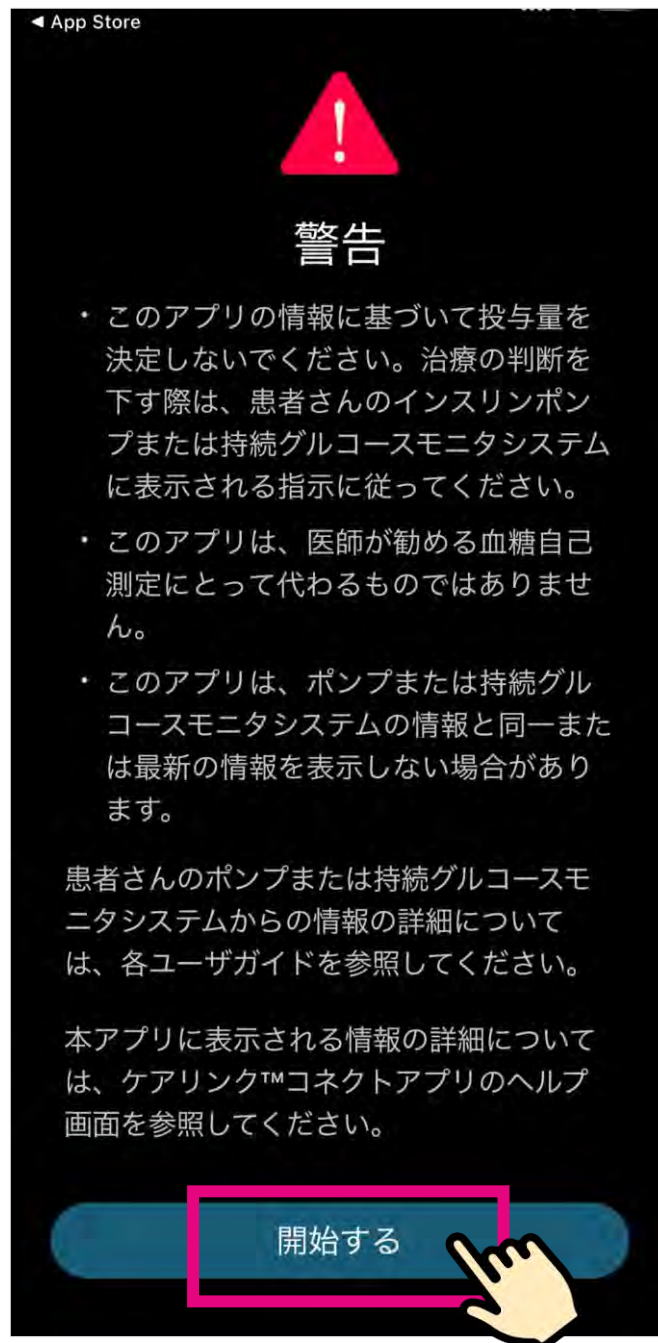 ◀ App Store
警告
・ このアプリの情報に基づいて投与量を
決定しないでください。治療の判断を
下す際は、患者さんのインスリンポン
プまたは持続グルコースモニタシステム
に表示される指示に従ってください。
・ このアプリは、医師が勧める血糖自己
測定にとって代わるものではありませ
ん。
・ このアプリは、ポンプまたは持続グル
コースモニタシステムの情報と同一また
は最新の情報を表示しない場合があり
ます。
患者さんのポンプまたは持続グルコースモ
ニタシステムからの情報の詳細について
は、各ユーザガイドを参照してください。
本アプリに表示される情報の詳細について
は、ケアリンク™コネクトアプリのヘルプ
画面を参照してください。
開始する